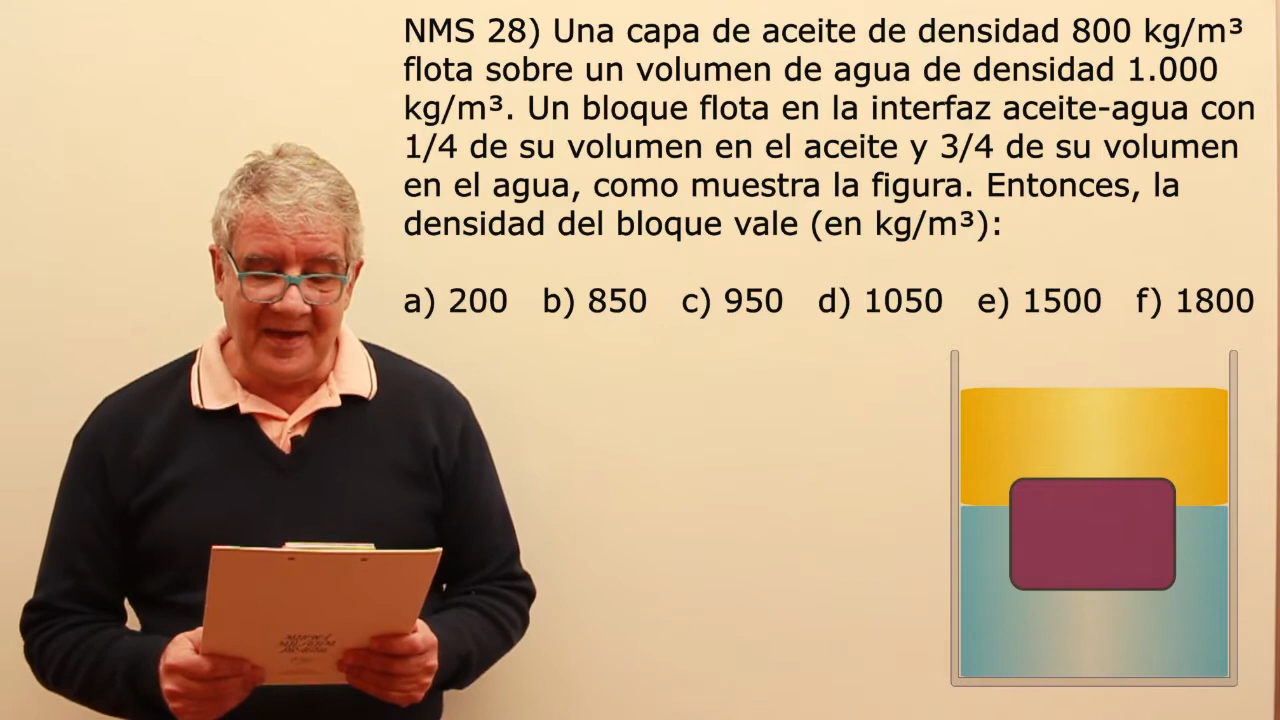 NMS 28) Una capa de aceite de densidad 800 kg/m³
flota sobre un volumen de agua de densidad 1.000
kg/m³. Un bloque flota en la interfaz aceite-agua con
1/4 de su volumen en el aceite y 3/4 de su volumen
en el agua, como muestra la figura. Entonces, la
densidad del bloque vale (en kg/m³):
a) 200 b) 850 c) 950 d) 1050 e) 1500 f) 1800